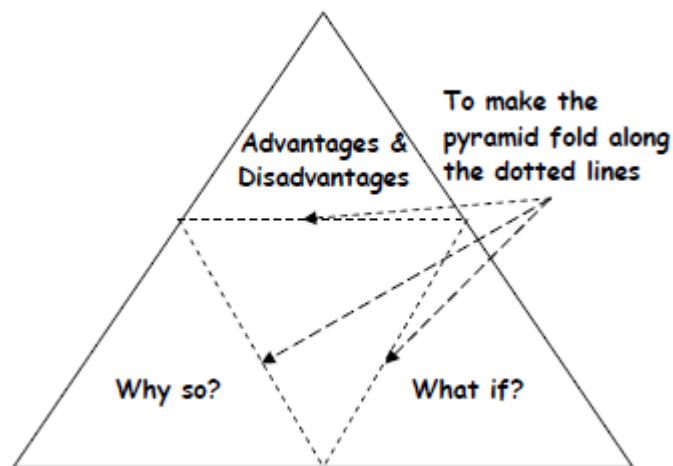 To make the
pyramid fold along
the dotted lines
Advantages &
Disadvantages
Why so?
What if?